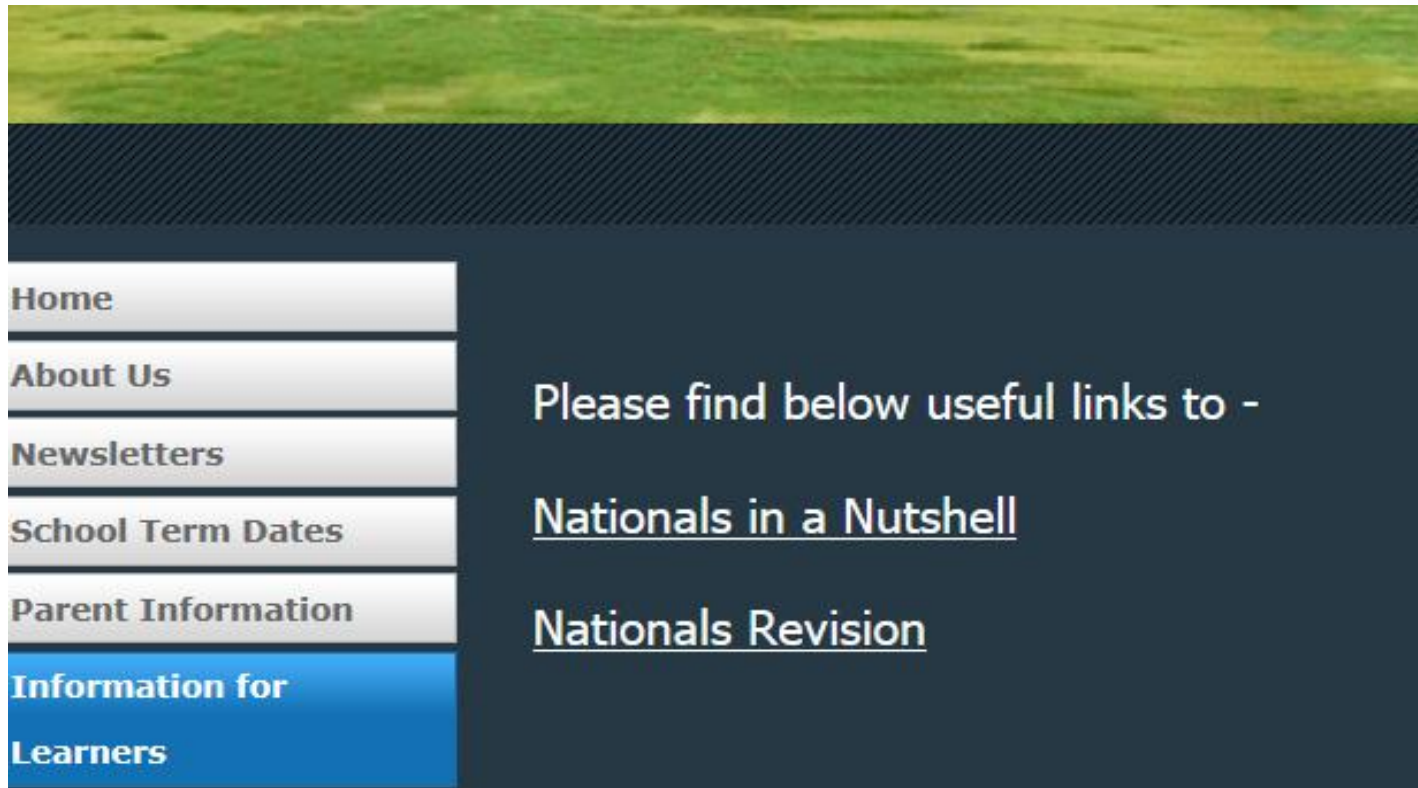 Home
About Us
Newsletters
School Term Dates
Parent Information
Information for
Learners
Please find below useful links to -
Nationals in a Nutshell
Nationals Revision